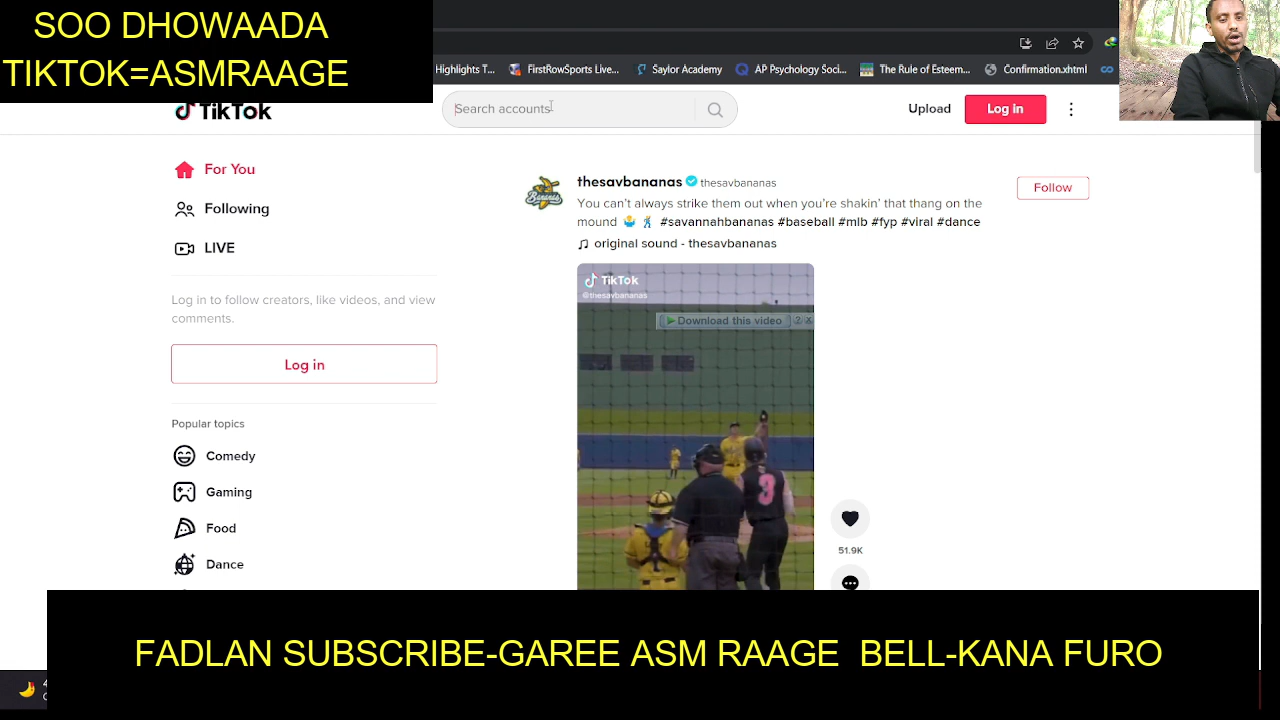 SOO DHOWAADA
TIKTOK=ASMRAAGE
Highlights T...
FirstRowSports Live...
Saylor Academy
AP Psychology Soci...
The Rule of Esteem...
Confirmation.xhtml
TikTok
Search accounts
Upload
Log in
For You
Following
LIVE
Log in to follow creators, like videos, and view
comments.
Log in
Popular topics
Comedy
Gaming
Food
Dance
thesavbananas thesavbananas
Follow
You can't always strike them out when you're shakin' that thang on the
mound 🤷 🕺 #savannahbananas #baseball #mlb #fyp #viral #dance
original sound - thesavbananas
TikTok
@thesavbananas
Download this video ? x
Bananas
3
51.9K
FADLAN SUBSCRIBE-GAREE ASM RAAGE BELL-KANA FURO